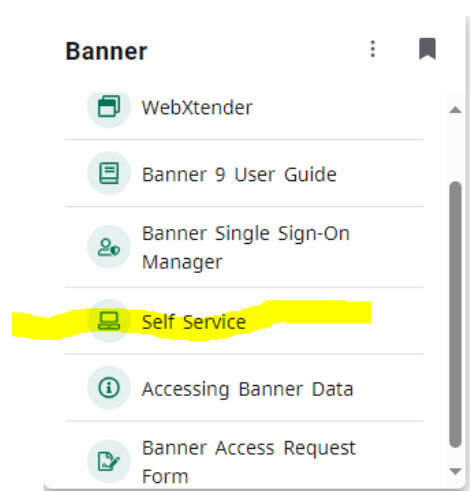 Banner
WebXtender
Banner 9 User Guide
Banner Single Sign-On
Manager
Self Service
Accessing Banner Data
Banner Access Request
Form